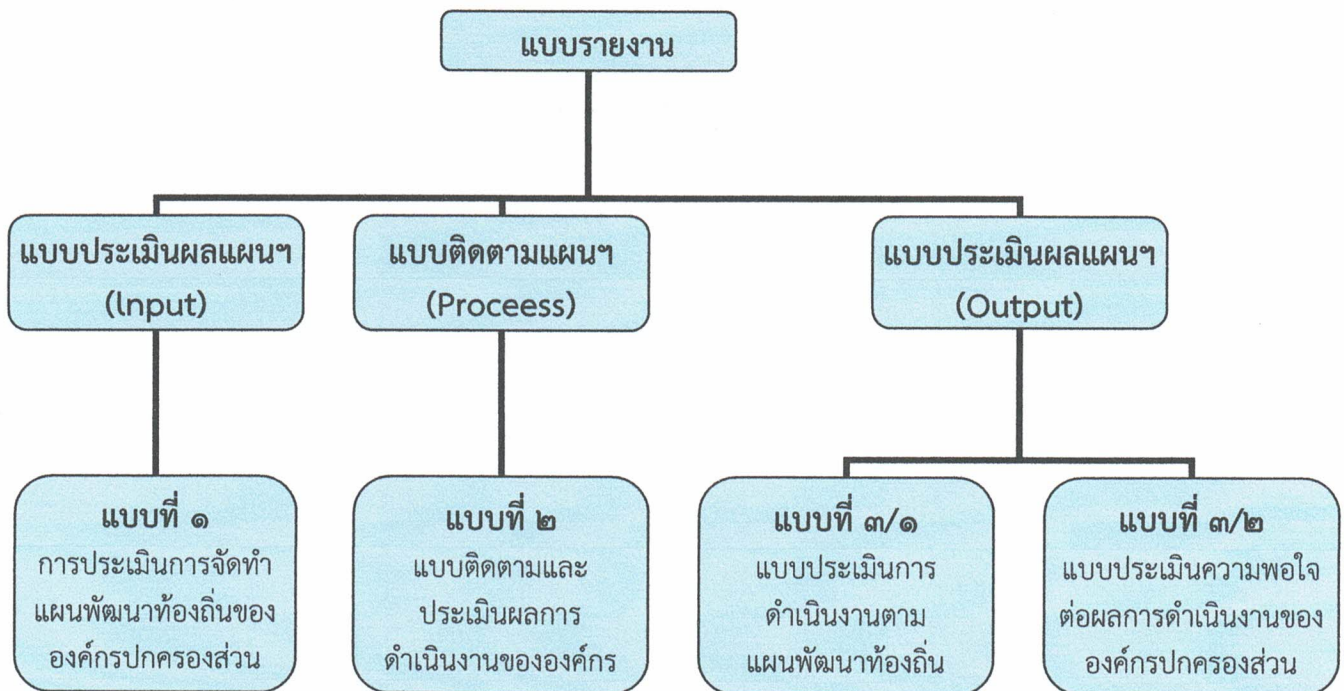 แบบรายงาน
แบบประเมินผลแผนฯ
(lnput)
แบบติดตามแผนฯ
(Proceess)
แบบประเมินผลแผนฯ
(Output)
แบบที่ ๑
การประเมินการจัดทำ
แผนพัฒนาท้องถิ่นของ
องค์กรปกครองส่วน
แบบที่ ๒
แบบติดตามและ
ประเมินผลการ
ดำเนินงานขององค์กร
แบบที่ ๓/๑
แบบประเมินการ
ดำเนินงานตาม
แผนพัฒนาท้องถิ่น
แบบที่ ๓/๒
แบบประเมินความพอใจ
ต่อผลการดำเนินงานของ
องค์กรปกครองส่วน